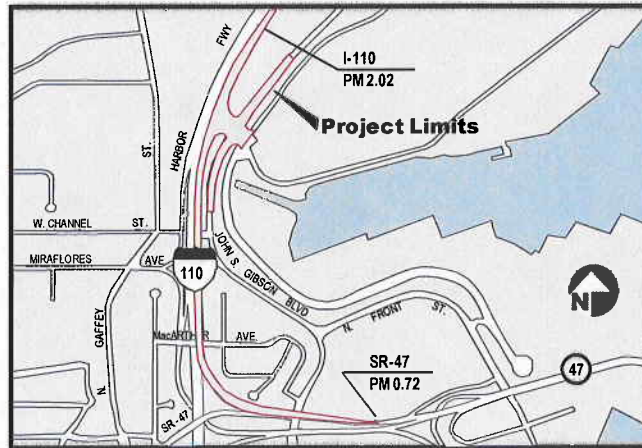 FWY
I-110
PM 2.02
Project Limits
ST.
HARBOR
W. CHANNEL ST.
MIRAFLORES AVE
110
JOHN S. GIBSON BLVD
N. FRONT ST.
N
N. GAFFEY
MacARTHER AVE.
SR-47
PM 0.72
47
SR-47